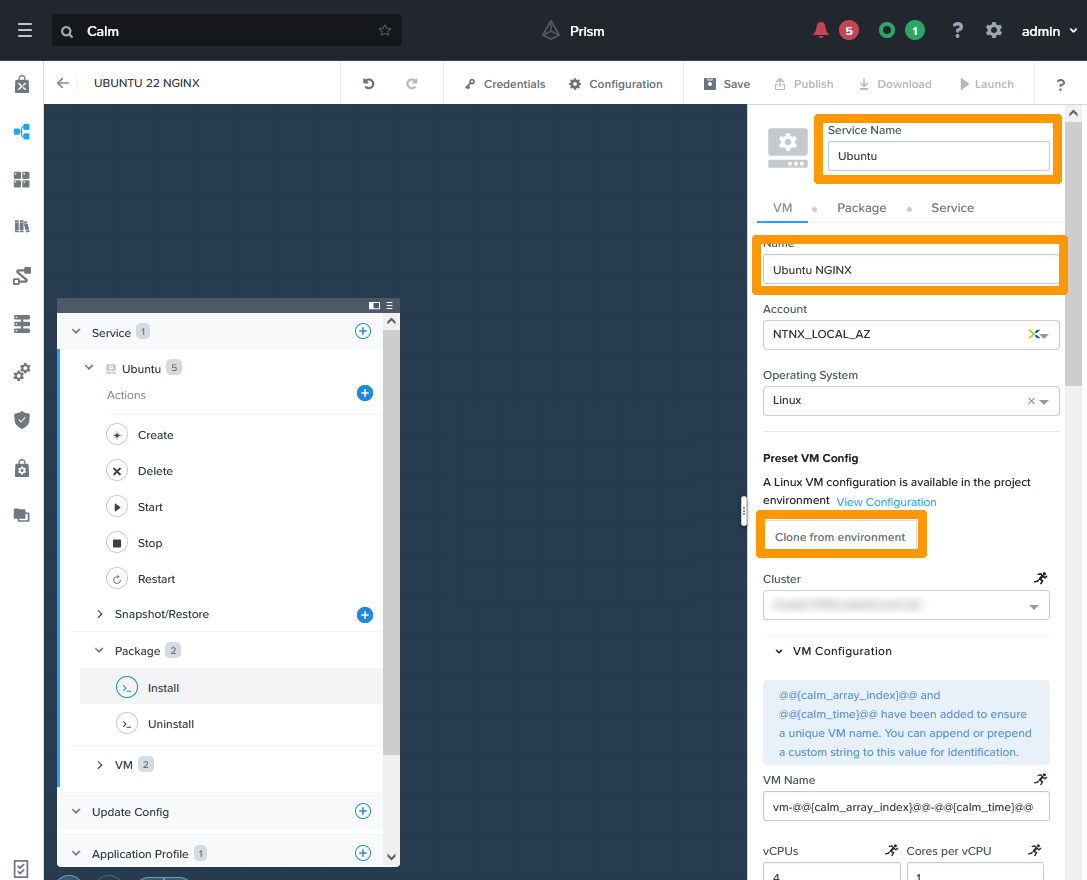 Calm
Prism
5
1
?
admin
UBUNTU 22 NGINX
Credentials
Configuration
Save
Publish
Download
Launch
?
Service Name
Ubuntu
VM
Package
Service
Name
Ubuntu NGINX
Account
NTNX_LOCAL_AZ
Operating System
Linux
Preset VM Config
A Linux VM configuration is available in the project
environment View Configuration
Clone from environment
Cluster
VM Configuration
@@{calm_array_index}@@ and
@@{calm_time}@@ have been added to ensure
a unique VM name. You can append or prepend
a custom string to this value for identification.
VM Name
vm-@@{calm_array_index}@@-@@{calm_time}@@
vCPUs
Cores per vCPU
4
1
Service 1
Ubuntu 5
Actions
Create
Delete
Start
Stop
Restart
Snapshot/Restore
Package 2
Install
Uninstall
VM 2
Update Config
Application Profile 1